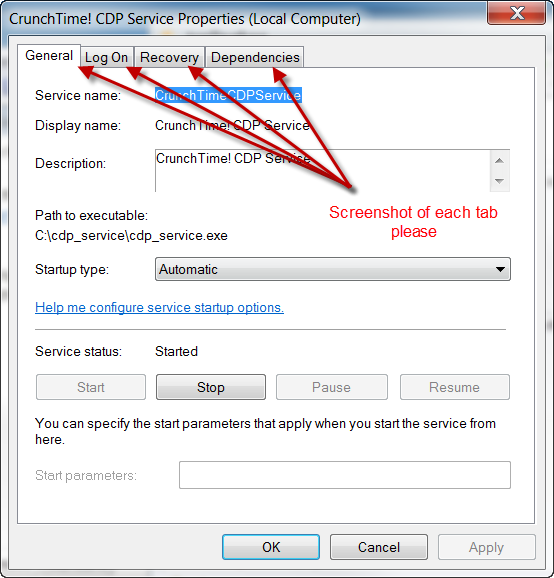 CrunchTime! CDP Service Properties (Local Computer)
General Log On Recovery Dependencies
Service name: CrunchTimeCDPService
Display name: CrunchTime! CDP Service
Description: CrunchTime! CDP Service
Path to executable:
C:\cdp_service\cdp_service.exe
Screenshot of each tab
please
Startup type: Automatic
Help me configure service startup options.
Service status: Started
Start Stop Pause Resume
You can specify the start parameters that apply when you start the service from
here.
Start parameters:
OK Cancel Apply